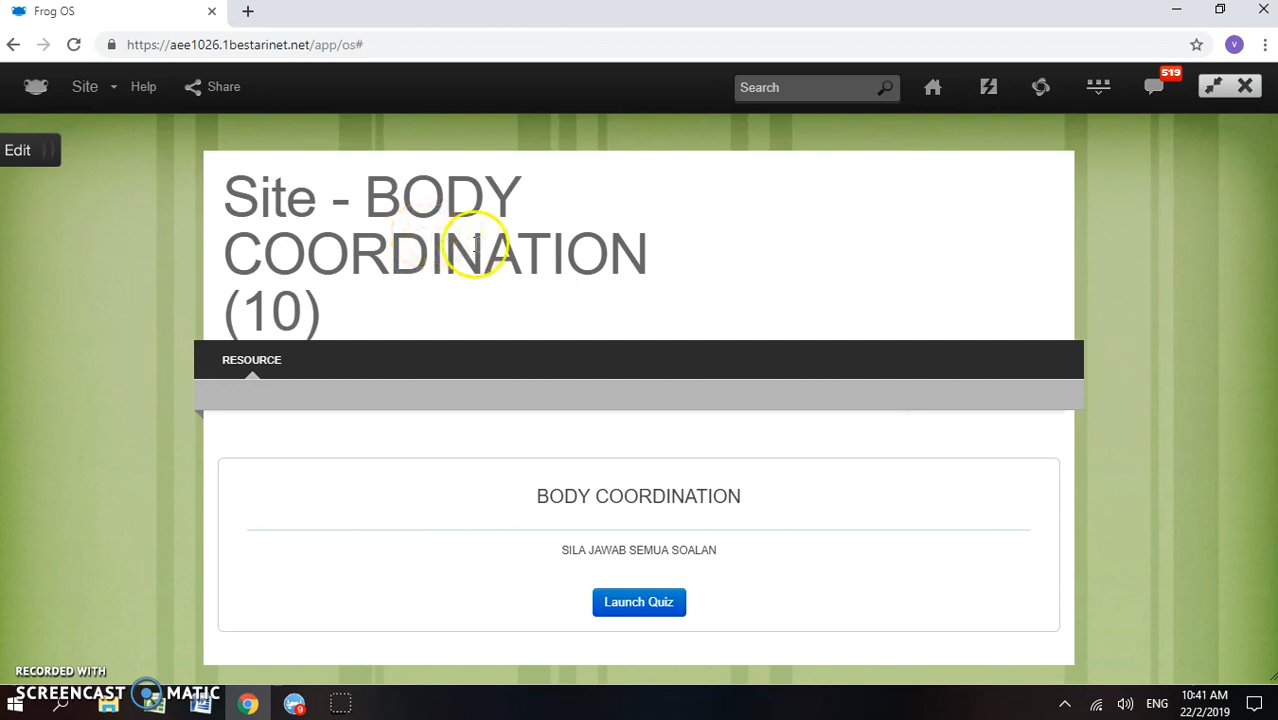 Frog OS
https://aee1026.1bestarinet.net/app/os#
V
Site Help Share Search 519
Edit
Site - BODY
COORDINATION
(10)
RESOURCE
BODY COORDINATION
SILA JAWAB SEMUA SOALAN
Launch Quiz
RECORDED WITH
SCREENCAST MATIC
9
ENG
10:41 AM
22/2/2019